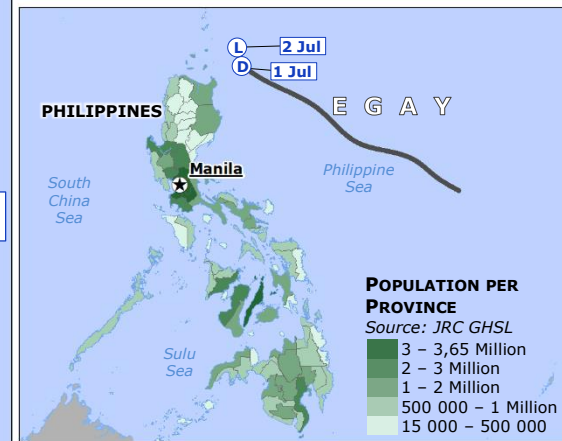 L
2 Jul
D
1 Jul
E G A Y
PHILIPPINES
Manila
Philippine
Sea
South
China
Sea
Sulu
Sea
POPULATION PER
PROVINCE
Source: JRC GHSL
3 – 3,65 Million
2 – 3 Million
1 – 2 Million
500 000 – 1 Million
15 000 – 500 000